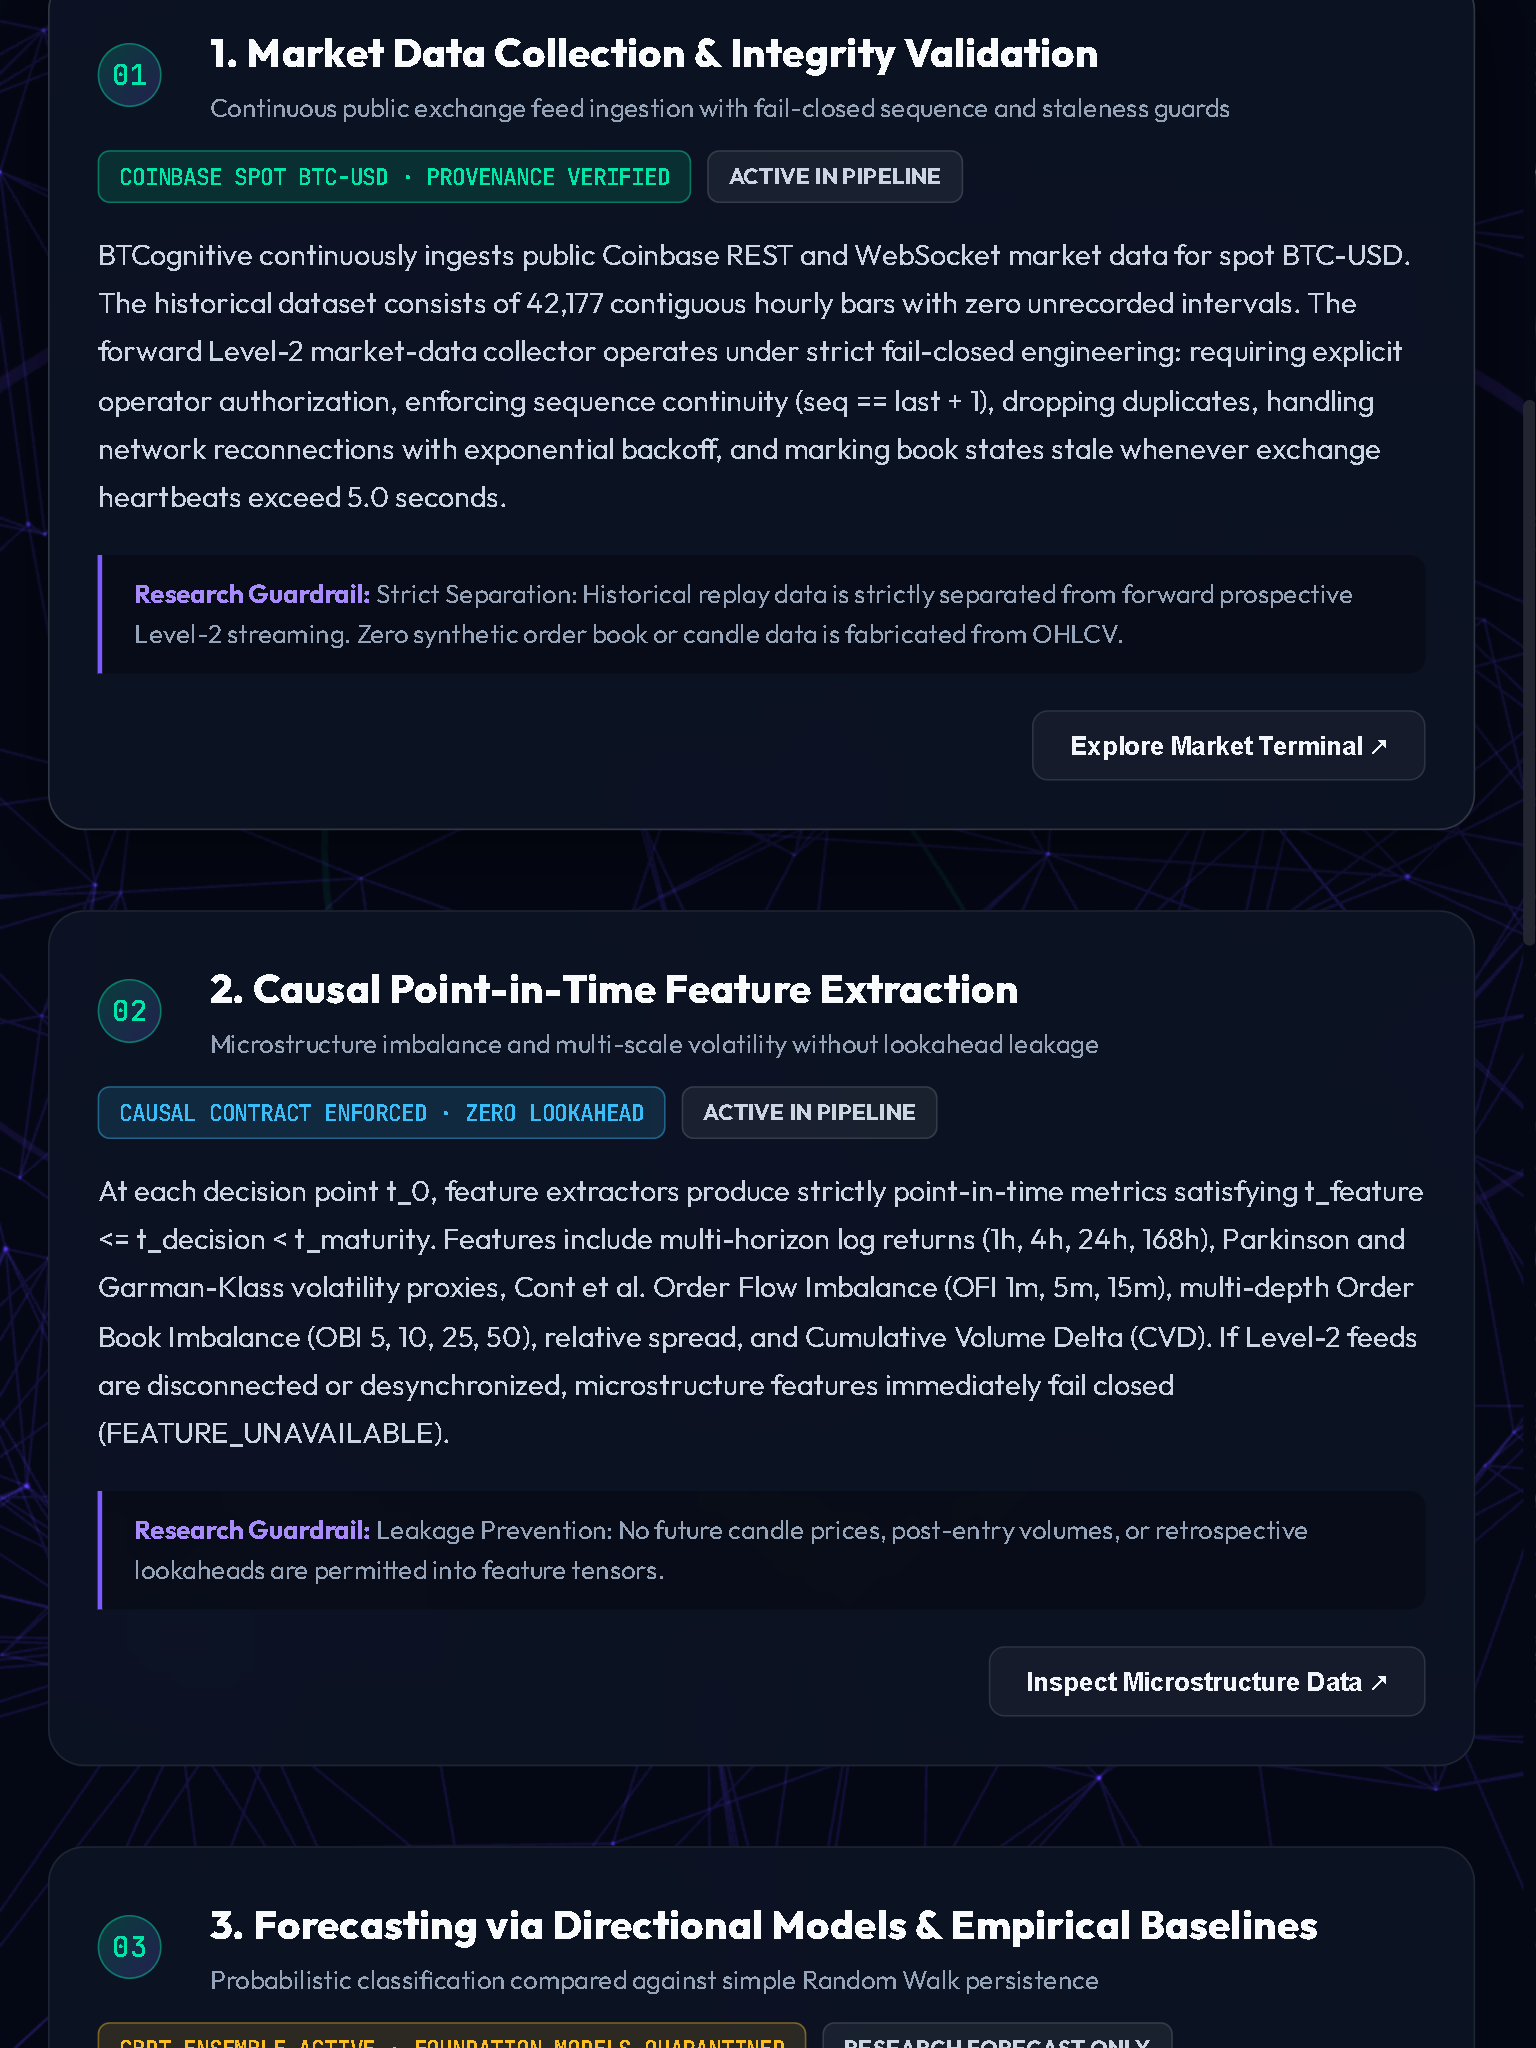 01
1. Market Data Collection & Integrity Validation
Continuous public exchange feed ingestion with fail-closed sequence and staleness guards
COINBASE SPOT BTC-USD · PROVENANCE VERIFIED
ACTIVE IN PIPELINE
BTCognitive continuously ingests public Coinbase REST and WebSocket market data for spot BTC-USD.
The historical dataset consists of 42,177 contiguous hourly bars with zero unrecorded intervals. The
forward Level-2 market-data collector operates under strict fail-closed engineering: requiring explicit
operator authorization, enforcing sequence continuity (seq == last + 1), dropping duplicates, handling
network reconnections with exponential backoff, and marking book states stale whenever exchange
heartbeats exceed 5.0 seconds.
Research Guardrail: Strict Separation: Historical replay data is strictly separated from forward prospective
Level-2 streaming. Zero synthetic order book or candle data is fabricated from OHLCV.
Explore Market Terminal ↗
02
2. Causal Point-in-Time Feature Extraction
Microstructure imbalance and multi-scale volatility without lookahead leakage
CAUSAL CONTRACT ENFORCED · ZERO LOOKAHEAD
ACTIVE IN PIPELINE
At each decision point t_0, feature extractors produce strictly point-in-time metrics satisfying t_feature
<= t_decision < t_maturity. Features include multi-horizon log returns (1h, 4h, 24h, 168h), Parkinson and
Garman-Klass volatility proxies, Cont et al. Order Flow Imbalance (OFI 1m, 5m, 15m), multi-depth Order
Book Imbalance (OBI 5, 10, 25, 50), relative spread, and Cumulative Volume Delta (CVD). If Level-2 feeds
are disconnected or desynchronized, microstructure features immediately fail closed
(FEATURE_UNAVAILABLE).
Research Guardrail: Leakage Prevention: No future candle prices, post-entry volumes, or retrospective
lookaheads are permitted into feature tensors.
Inspect Microstructure Data ↗
03
3. Forecasting via Directional Models & Empirical Baselines
Probabilistic classification compared against simple Random Walk persistence
GBDT ENSEMBLE ACTIVE · FOUNDATION MODELS QUARANTINED
RESEARCH FORECAST ONLY